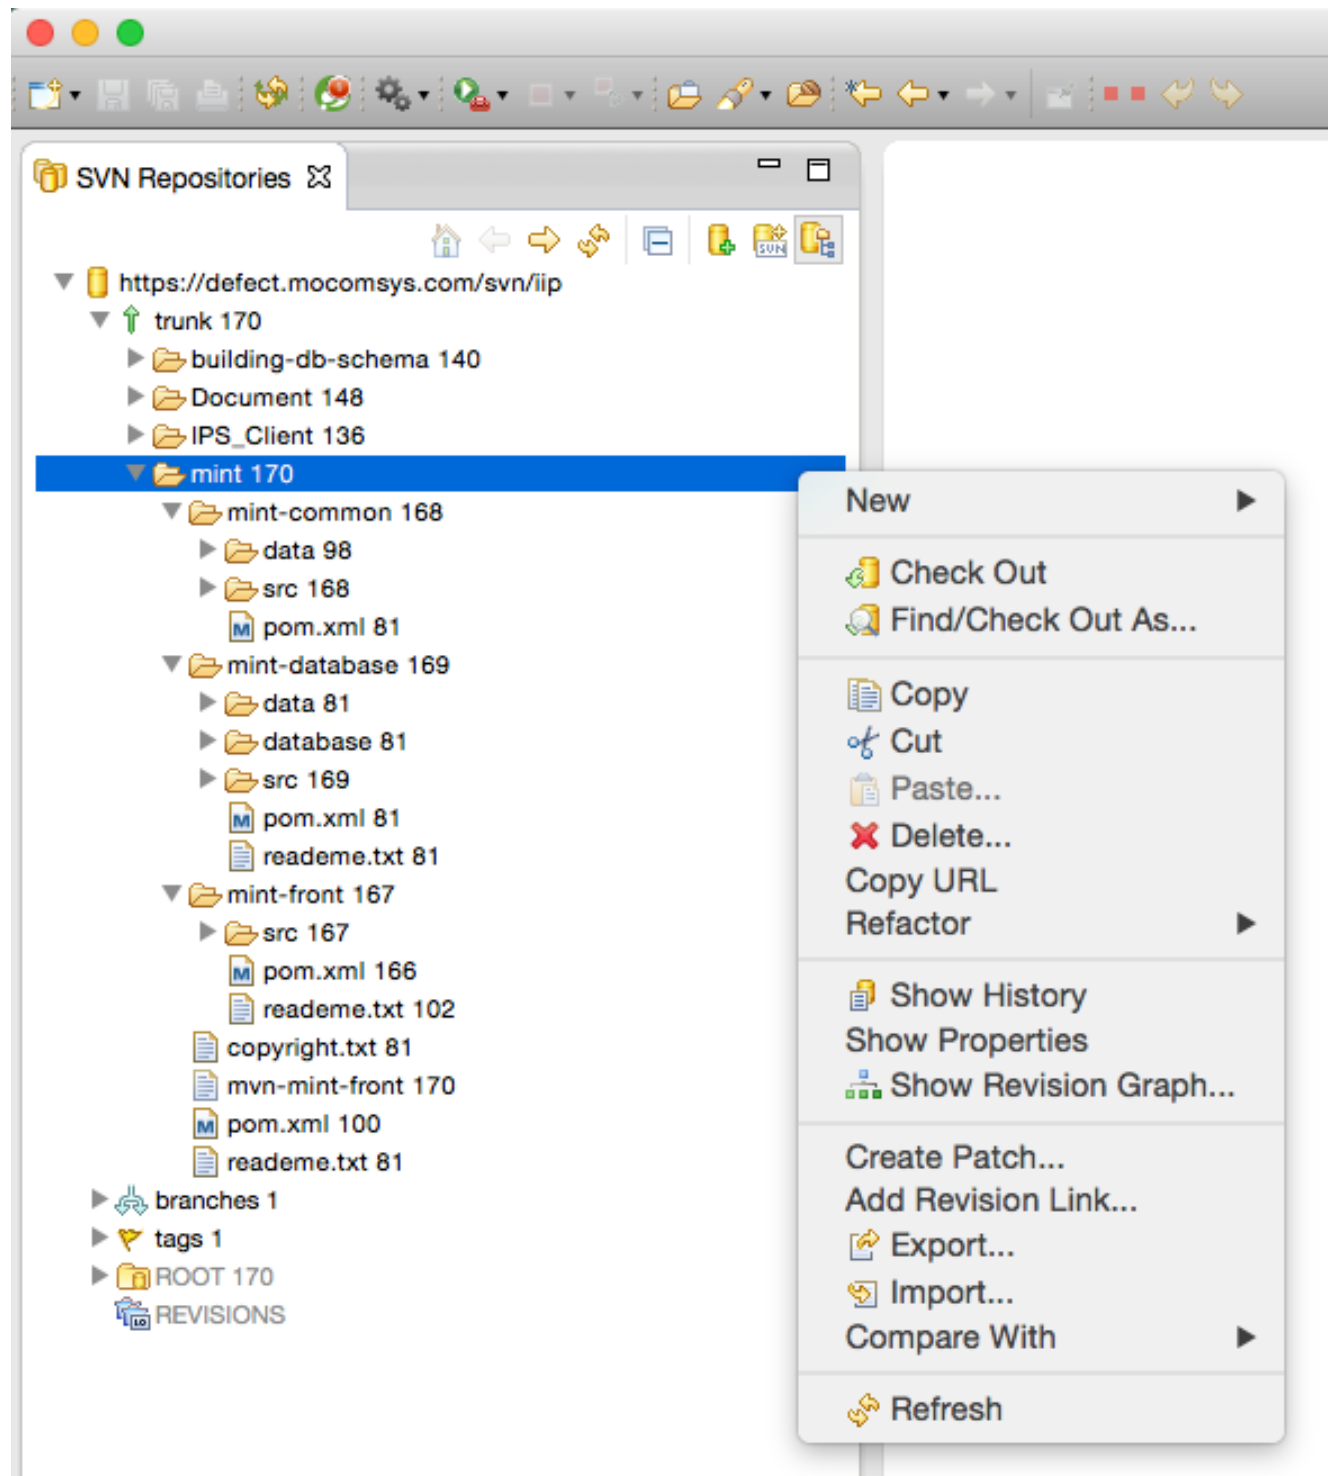 SVN Repositories
SVN
https://defect.mocomsys.com/svn/iip
trunk 170
building-db-schema 140
Document 148
IPS_Client 136
mint 170
mint-common 168
data 98
src 168
pom.xml 81
mint-database 169
data 81
database 81
src 169
pom.xml 81
reademe.txt 81
mint-front 167
src 167
pom.xml 166
reademe.txt 102
copyright.txt 81
mvn-mint-front 170
pom.xml 100
reademe.txt 81
branches 1
tags 1
ROOT 170
REVISIONS
New
Check Out
Find/Check Out As...
Copy
Cut
Paste...
Delete...
Copy URL
Refactor
Show History
Show Properties
Show Revision Graph...
Create Patch...
Add Revision Link...
Export...
Import...
Compare With
Refresh